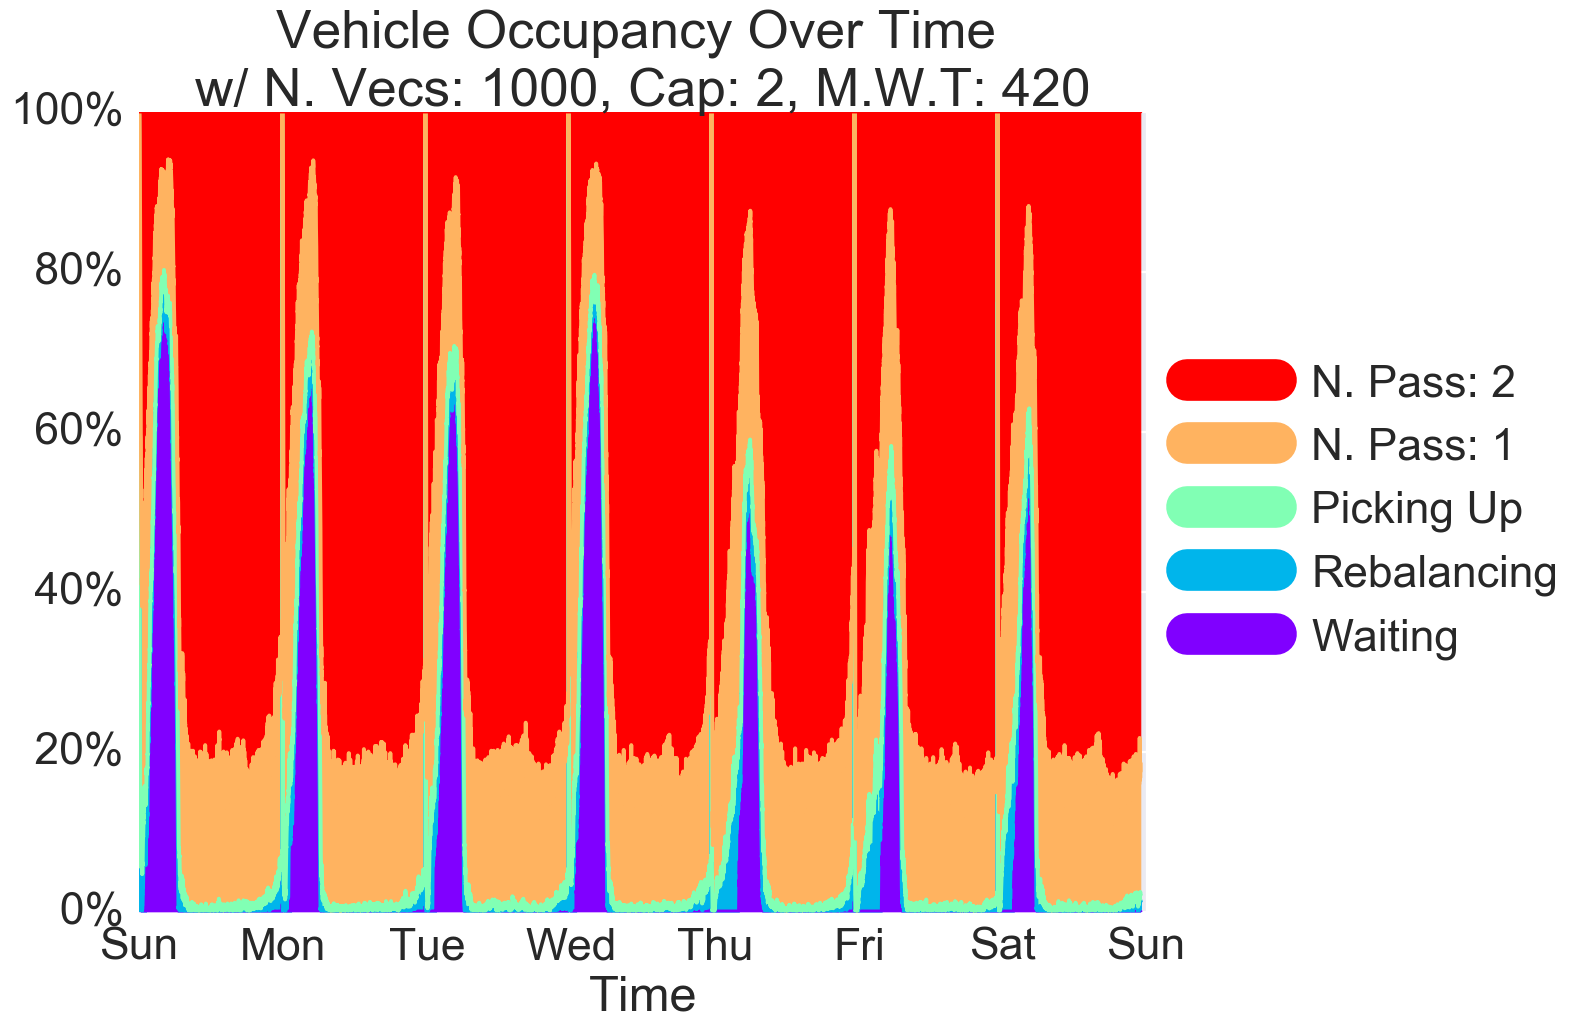 Vehicle Occupancy Over Time
w/ N. Vecs: 1000, Cap: 2, M.W.T: 420
100%
80%
60%
40%
20%
0%
Sun Mon Tue Wed Thu Fri Sat Sun
Time
N. Pass: 2
N. Pass: 1
Picking Up
Rebalancing
Waiting